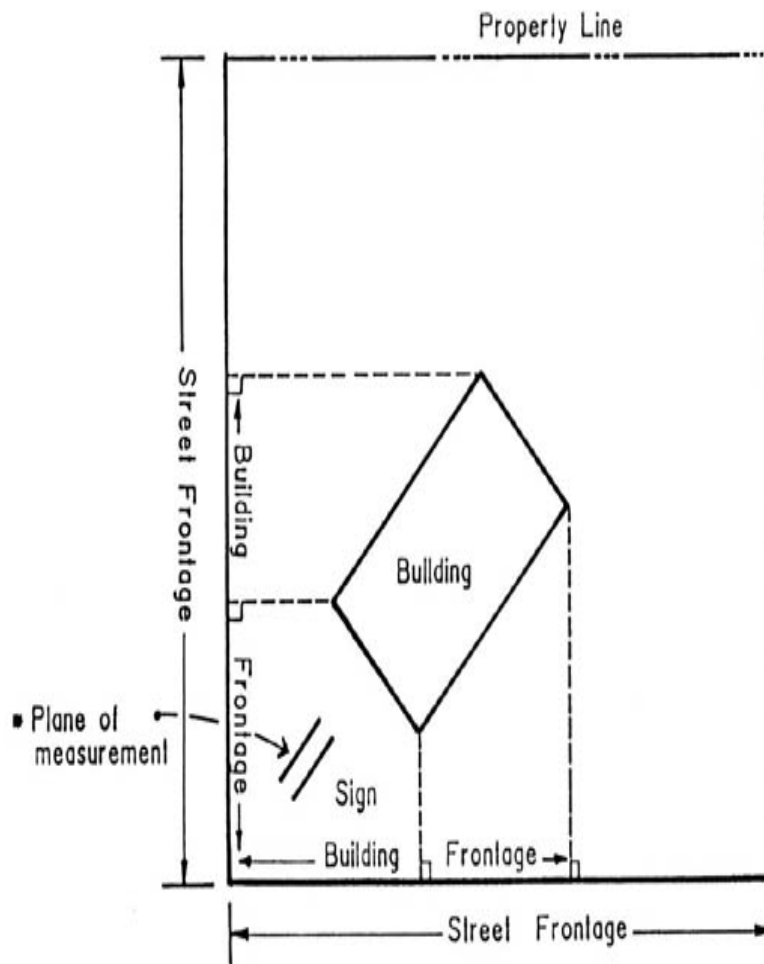 Property Line
Street Frontage
Building
Frontage
Building
▪ Plane of
measurement
Sign
Building Frontage
Street Frontage